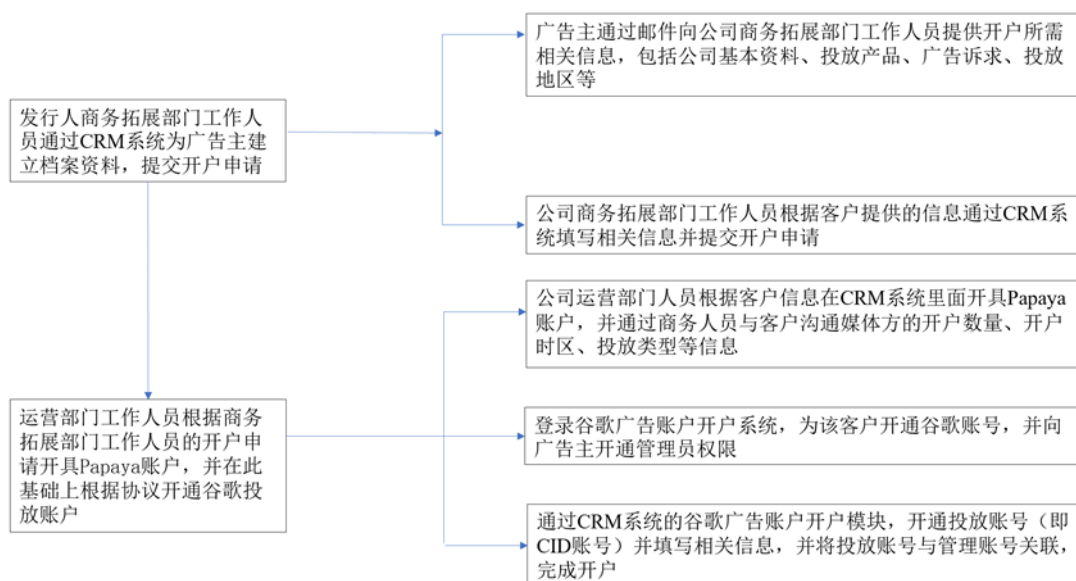 广告主通过邮件向公司商务拓展部门工作人员提供开户所需
相关信息，包括公司基本资料、投放产品、广告诉求、投放
地区等
发行人商务拓展部门工作人
员通过CRM系统为广告主建
立档案资料，提交开户申请
公司商务拓展部门工作人员根据客户提供的信息通过CRM系
统填写相关信息并提交开户申请
公司运营部门人员根据客户信息在CRM系统里面开具Papaya
账户，并通过商务人员与客户沟通媒体方的开户数量、开户
时区、投放类型等信息
运营部门工作人员根据商务
拓展部门工作人员的开户申
请开具Papaya账户，并在此
基础上根据协议开通谷歌投
放账户
登录谷歌广告账户开户系统，为该客户开通谷歌账号，并向
广告主开通管理员权限
通过CRM系统的谷歌广告账户开户模块，开通投放账号（即
CID账号）并填写相关信息，并将投放账号与管理账号关联，
完成开户